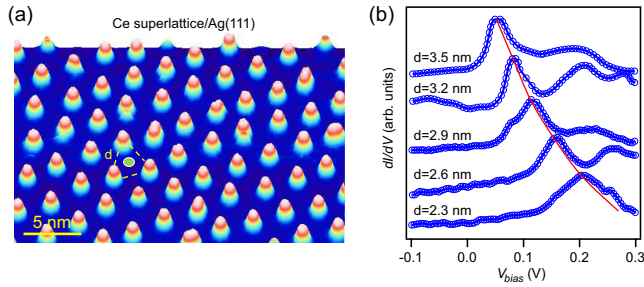 (a)
Ce superlattice/Ag(111)
d
5 nm
(b)
dI/dV (arb. units)
d=3.5 nm
d=3.2 nm
d=2.9 nm
d=2.6 nm
d=2.3 nm
-0.1 0.0 0.1 0.2 0.3
Vbias (V)